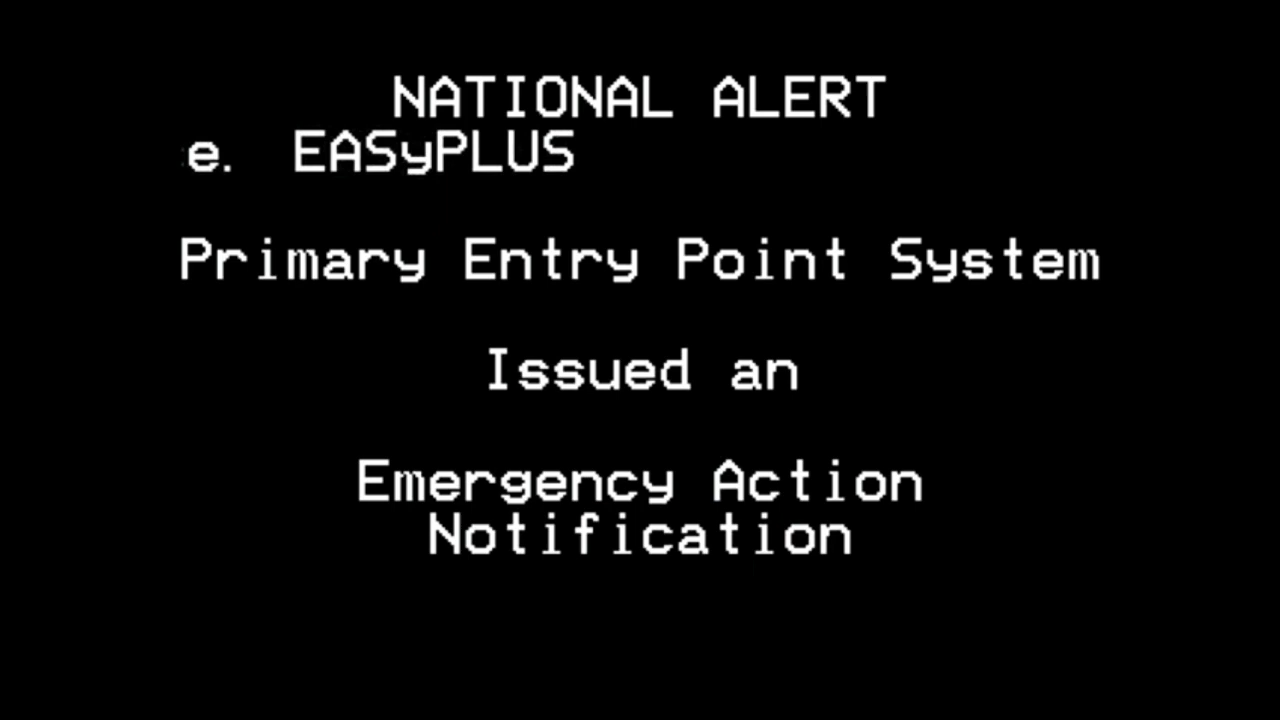 NATIONAL ALERT
e. EASyPLUS
Primary Entry Point System
Issued an
Emergency Action
Notification